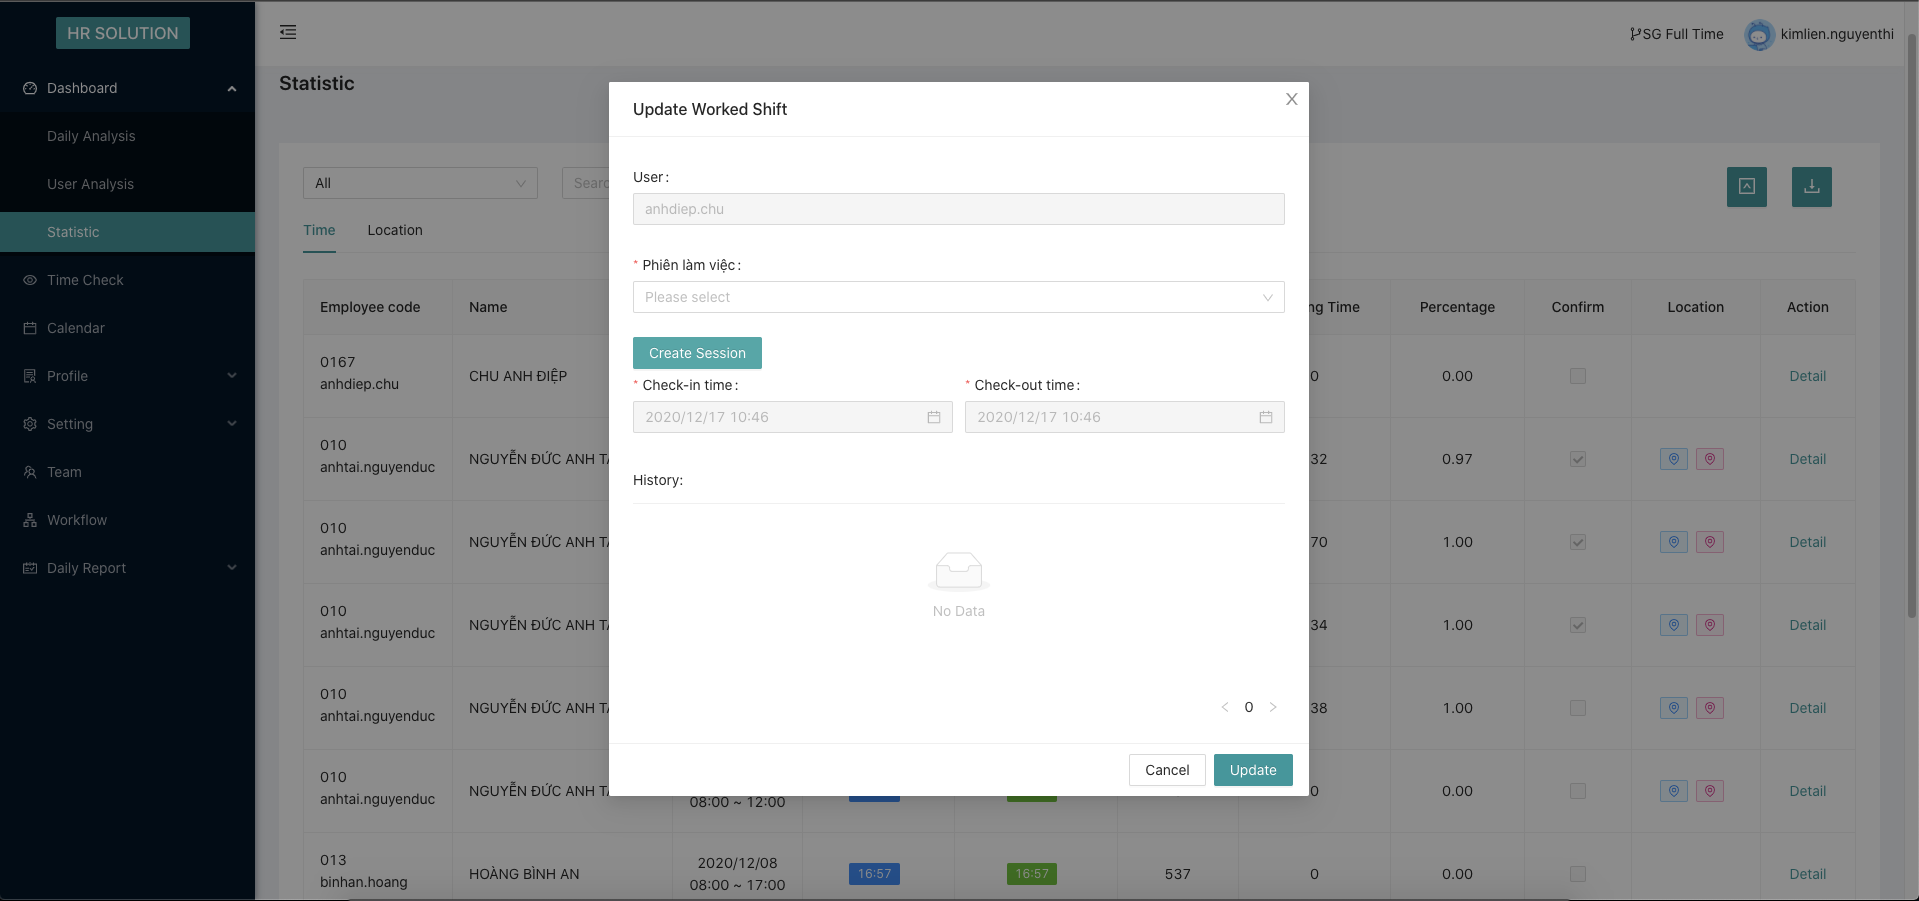 HR SOLUTION
Dashboard
Daily Analysis
User Analysis
Statistic
Time Check
Calendar
Profile
Setting
Team
Workflow
Daily Report
SG Full Time
kimlien.nguyenthi
Statistic
All
Time
Location
Employee code
Name
Time
Percentage
Confirm
Location
Action
0167
anhdiep.chu
CHU ANH ĐIỆP
0
0.00
Detail
010
anhtai.nguyenduc
NGUYỄN ĐỨC ANH
32
0.97
Detail
010
anhtai.nguyenduc
NGUYỄN ĐỨC ANH
70
1.00
Detail
010
anhtai.nguyenduc
NGUYỄN ĐỨC ANH
34
1.00
Detail
010
anhtai.nguyenduc
NGUYỄN ĐỨC ANH
38
1.00
Detail
010
anhtai.nguyenduc
NGUYỄN ĐỨC ANH
08:00 ~ 12:00
0
0.00
Detail
013
binhan.hoang
HOÀNG BÌNH AN
2020/12/08
08:00 ~ 17:00
16:57
16:57
537
0
0.00
Detail
Update Worked Shift
User :
anhdiep.chu
* Phiên làm việc :
Please select
Create Session
* Check-in time :
* Check-out time :
2020/12/17 10:46
2020/12/17 10:46
History:
No Data
< 0 >
Cancel
Update